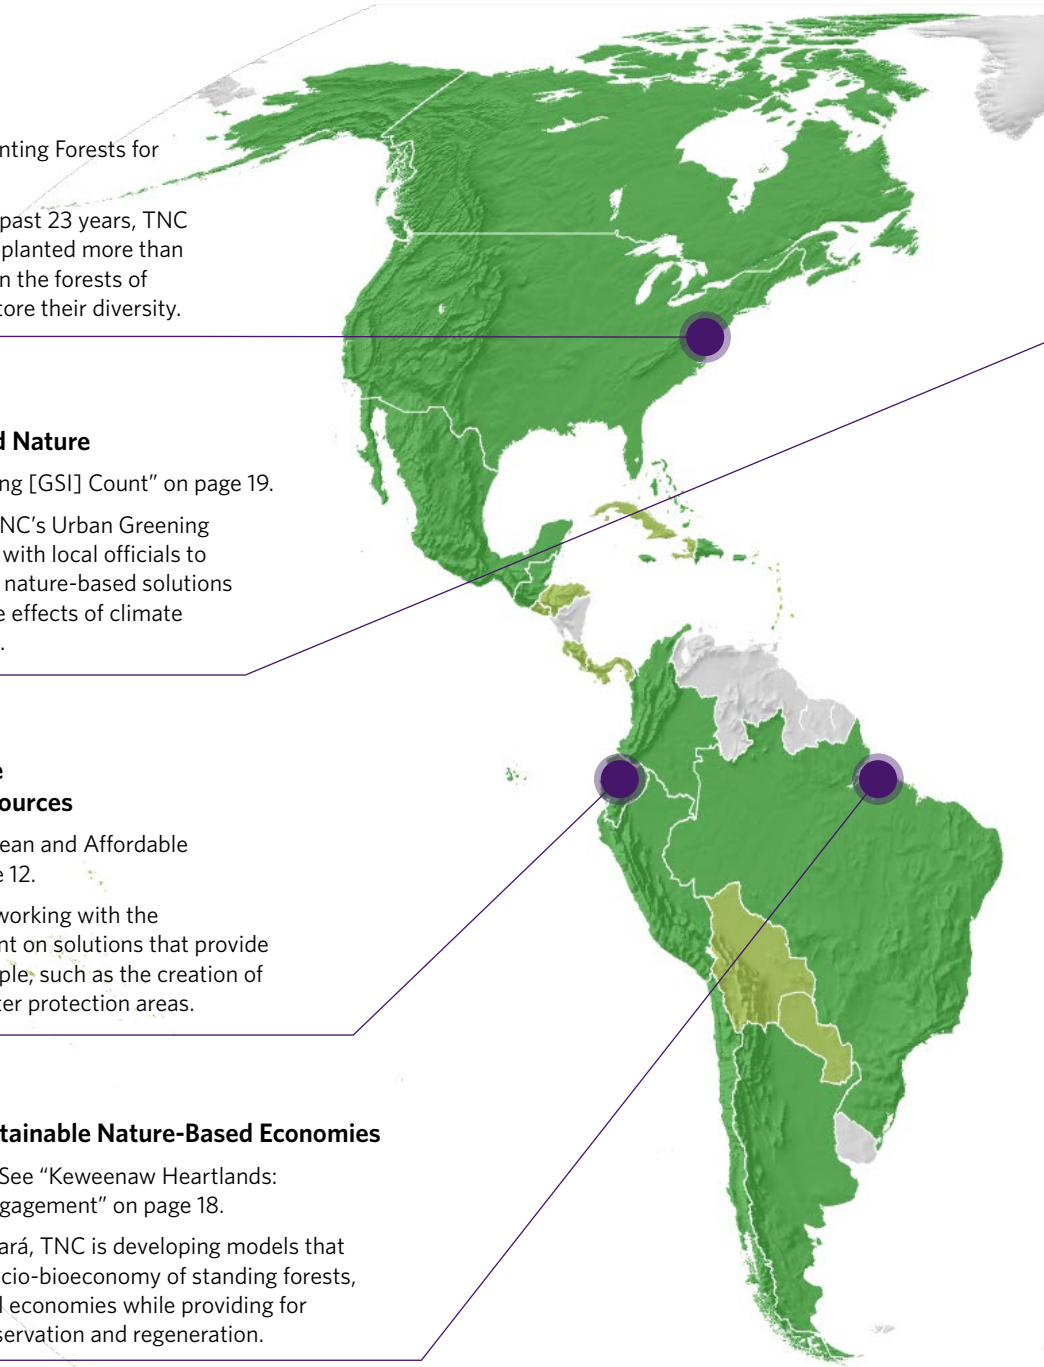 nting Forests for
past 23 years, TNC
planted more than
n the forests of
tore their diversity.
d Nature
ng [GSI] Count” on page 19.
NC’s Urban Greening
with local officials to
nature-based solutions
e effects of climate
.
e
ources
ean and Affordable
e 12.
working with the
nt on solutions that provide
ple, such as the creation of
ter protection areas.
tainable Nature-Based Economies
See “Keweenaw Heartlands:
gagement” on page 18.
ará, TNC is developing models that
cio-bioeconomy of standing forests,
d economies while providing for
servation and regeneration.